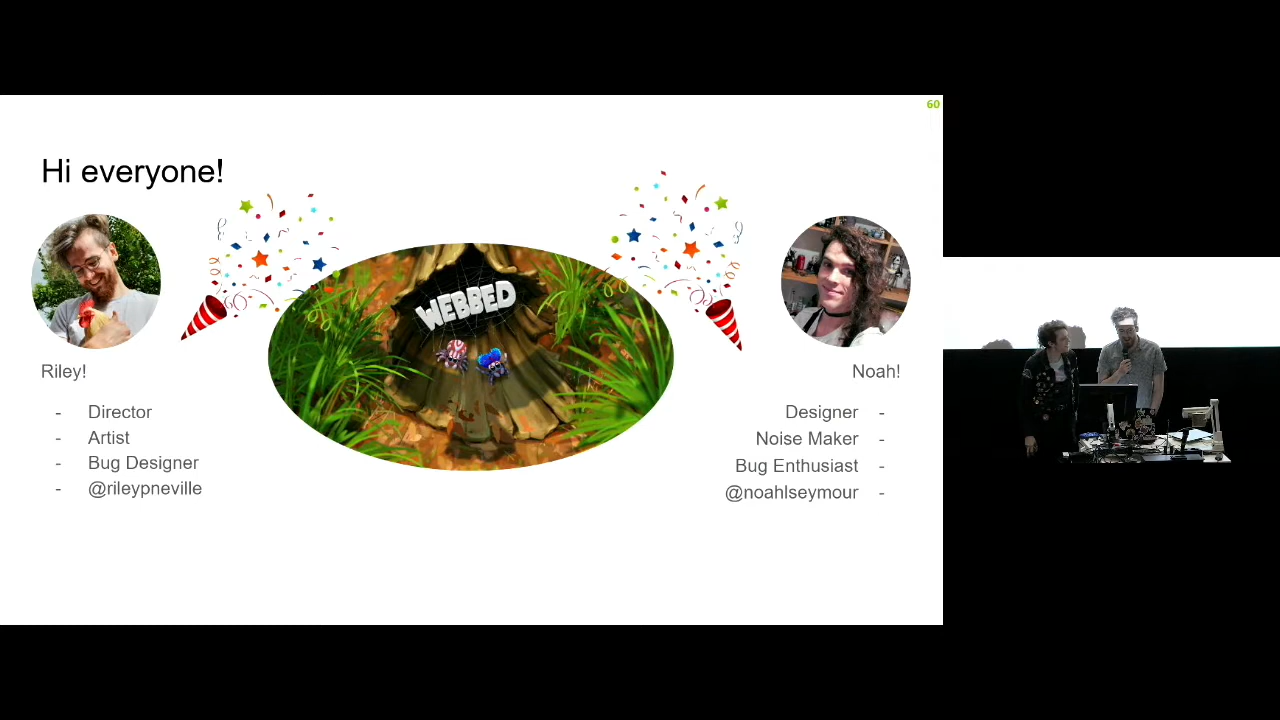 60
Hi everyone!
WEBBED
Riley!
- Director
- Artist
- Bug Designer
- @rileypneville
Noah!
Designer -
Noise Maker -
Bug Enthusiast -
@noahlseymour -